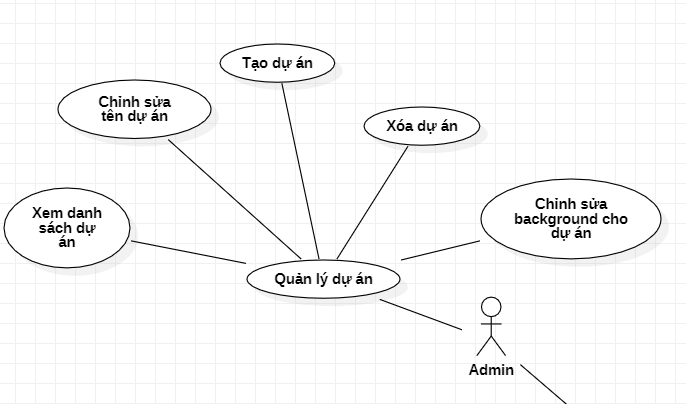 Tạo dự án
Chỉnh sửa
tên dự án
Xóa dự án
Xem danh
sách dự
án
Chỉnh sửa
background cho
dự án
Quản lý dự án
Admin